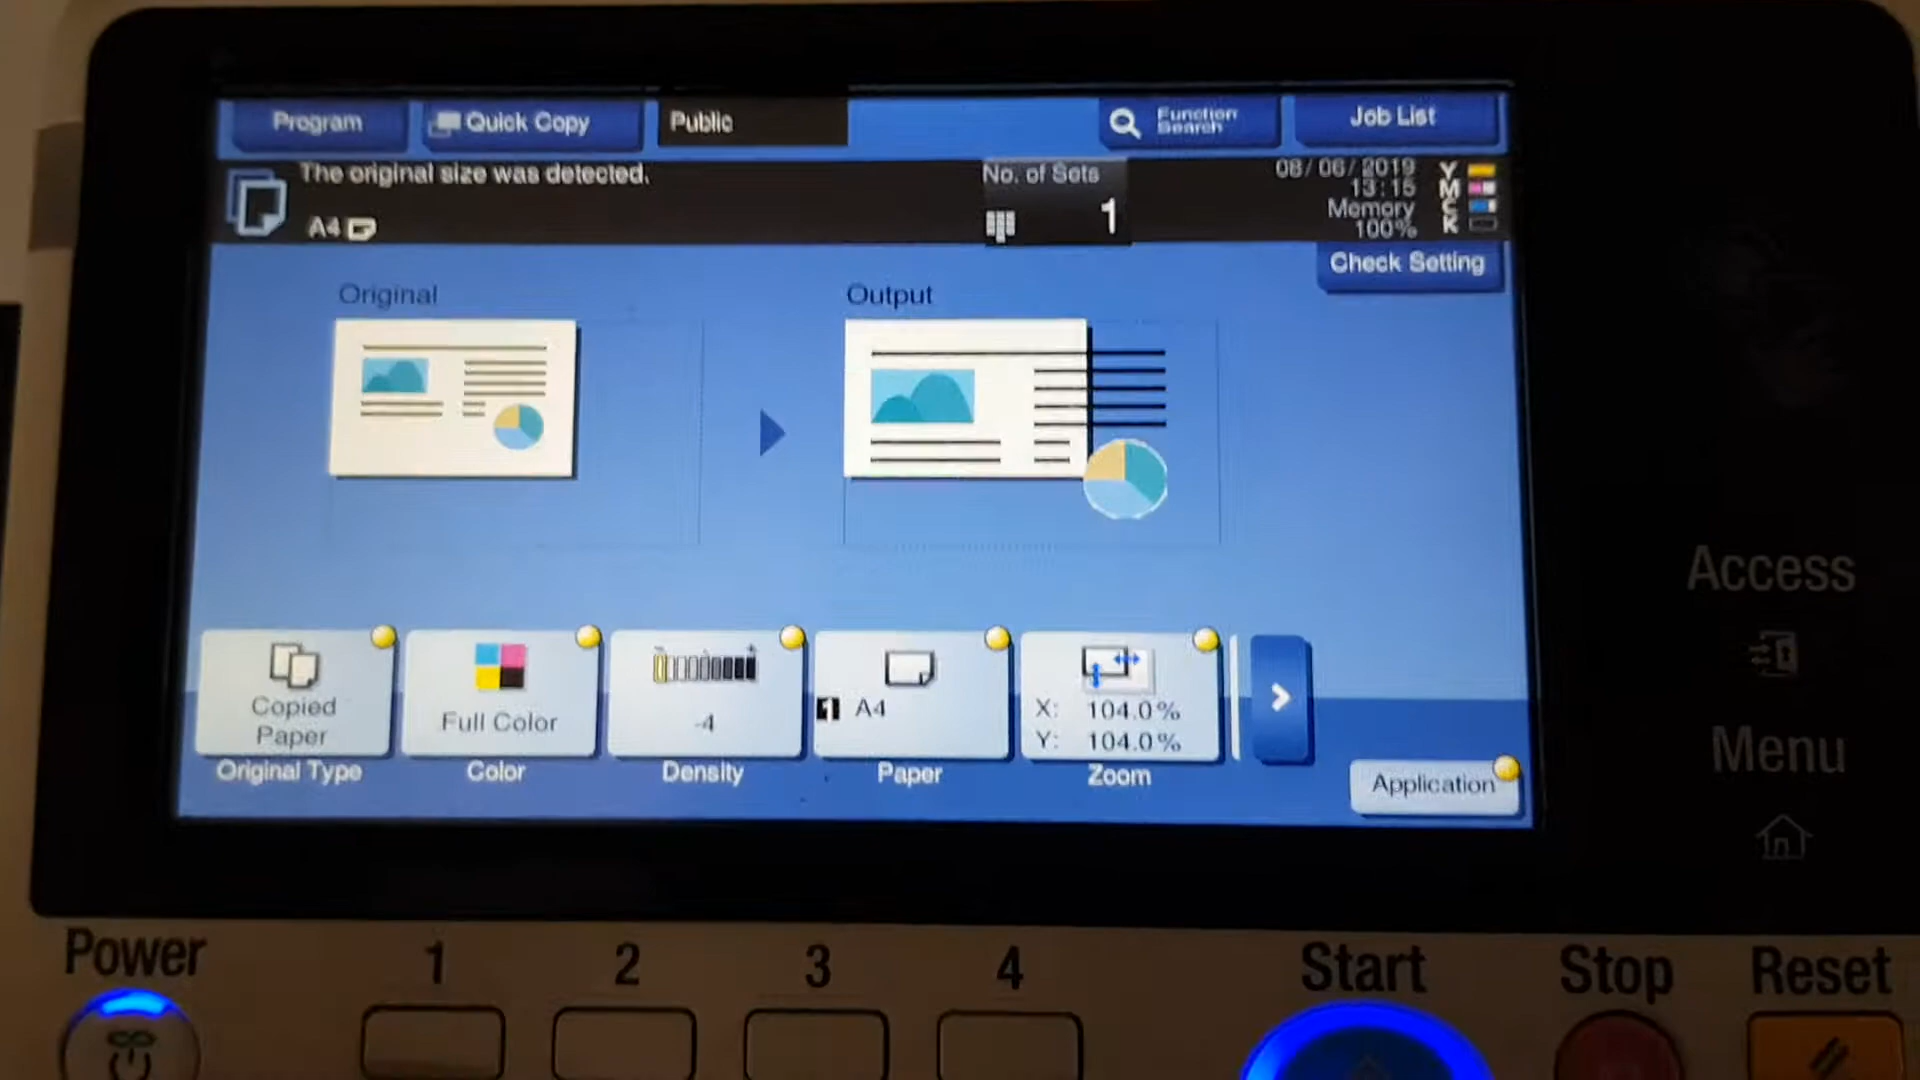 Program
Quick Copy
Public
Function
Search
Job List
The original size was detected.
A4
No. of Sets
1
08/06/2019
13:15
Memory
100%
Y
M
C
K
Check Setting
Original
Output
Copied
Paper
Original Type
Full Color
Color
-4
Density
1 A4
Paper
X: 104.0%
Y: 104.0%
Zoom
Application
Access
Menu
Power
1
2
3
4
Start
Stop
Reset